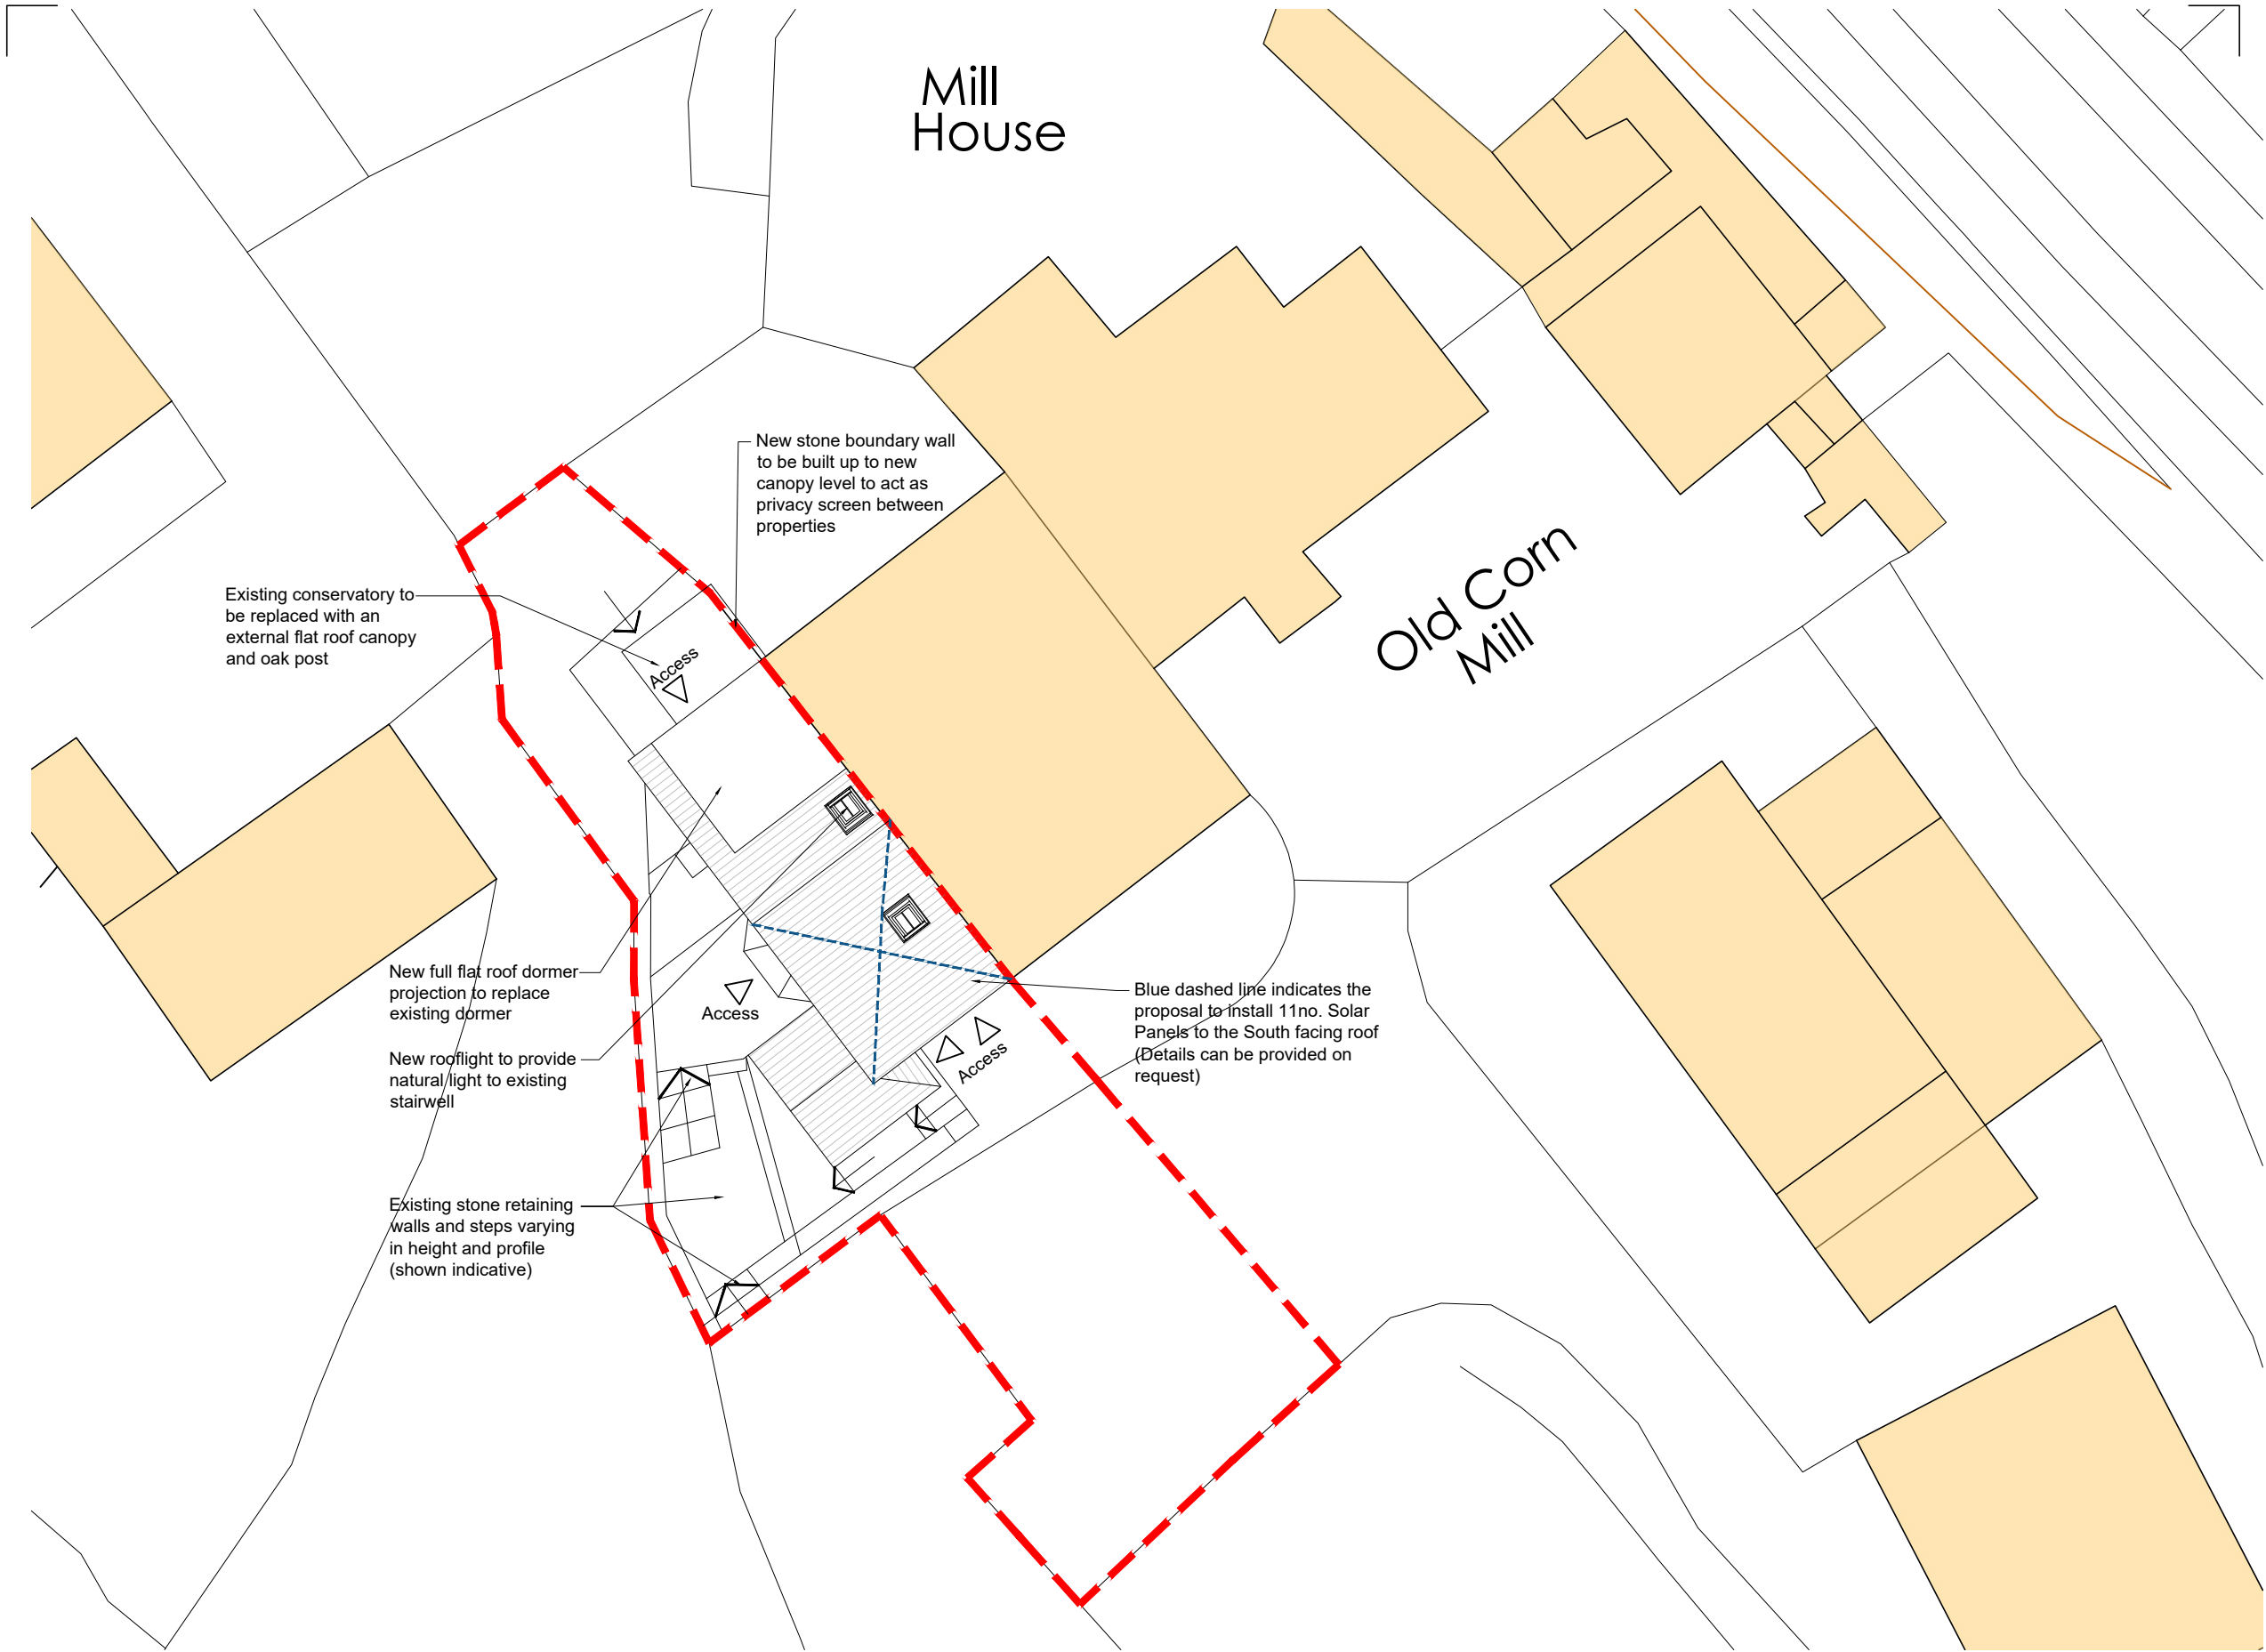 Mill
House
New stone boundary wall
to be built up to new
canopy level to act as
privacy screen between
properties
Old Corn
Mill
Existing conservatory to
be replaced with an
external flat roof canopy
and oak post
Access
New full flat roof dormer
projection to replace
existing dormer
Access
Blue dashed line indicates the
proposal to install 11no. Solar
Panels to the South facing roof
(Details can be provided on
request)
Access
New rooflight to provide
natural light to existing
stairwell
Existing stone retaining
walls and steps varying
in height and profile
(shown indicative)